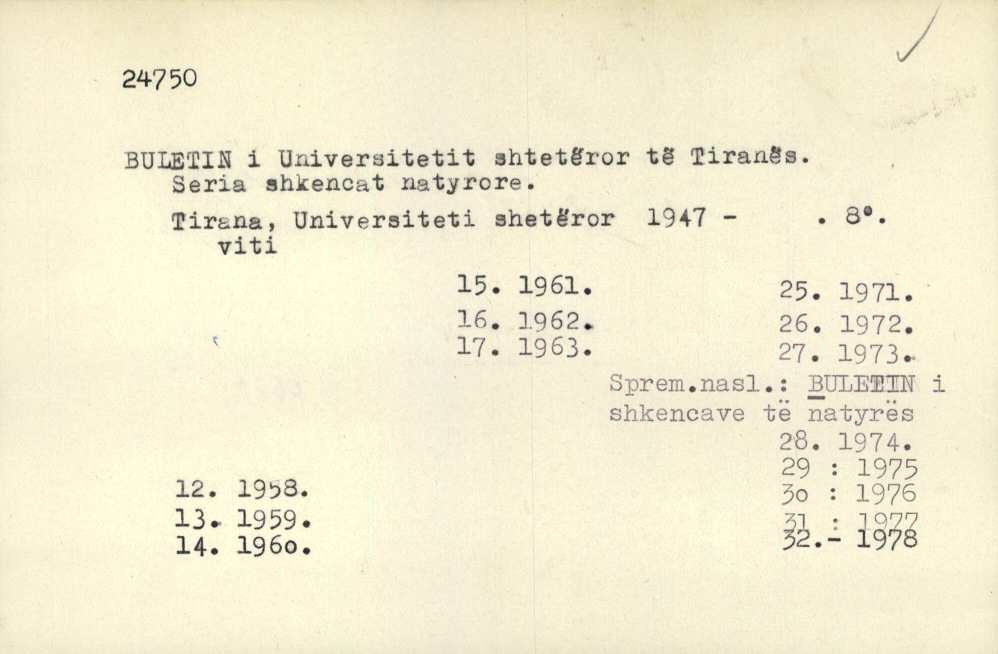 24750
BULETIN i Universitetit shtetëror të Tiranës.
Seria shkencat natyrore.
Tirana, Universiteti shetëror 1947 - . 8°.
viti
15. 1961.
16. 1962.
17. 1963.
12. 1958.
13. 1959.
14. 196o.
25. 1971.
26. 1972.
27. 1973.
Sprem.nasl.: BULETIN i
shkencave të natyrës
28. 1974.
29 : 1975
3o : 1976
31 : 1977
32.- 1978